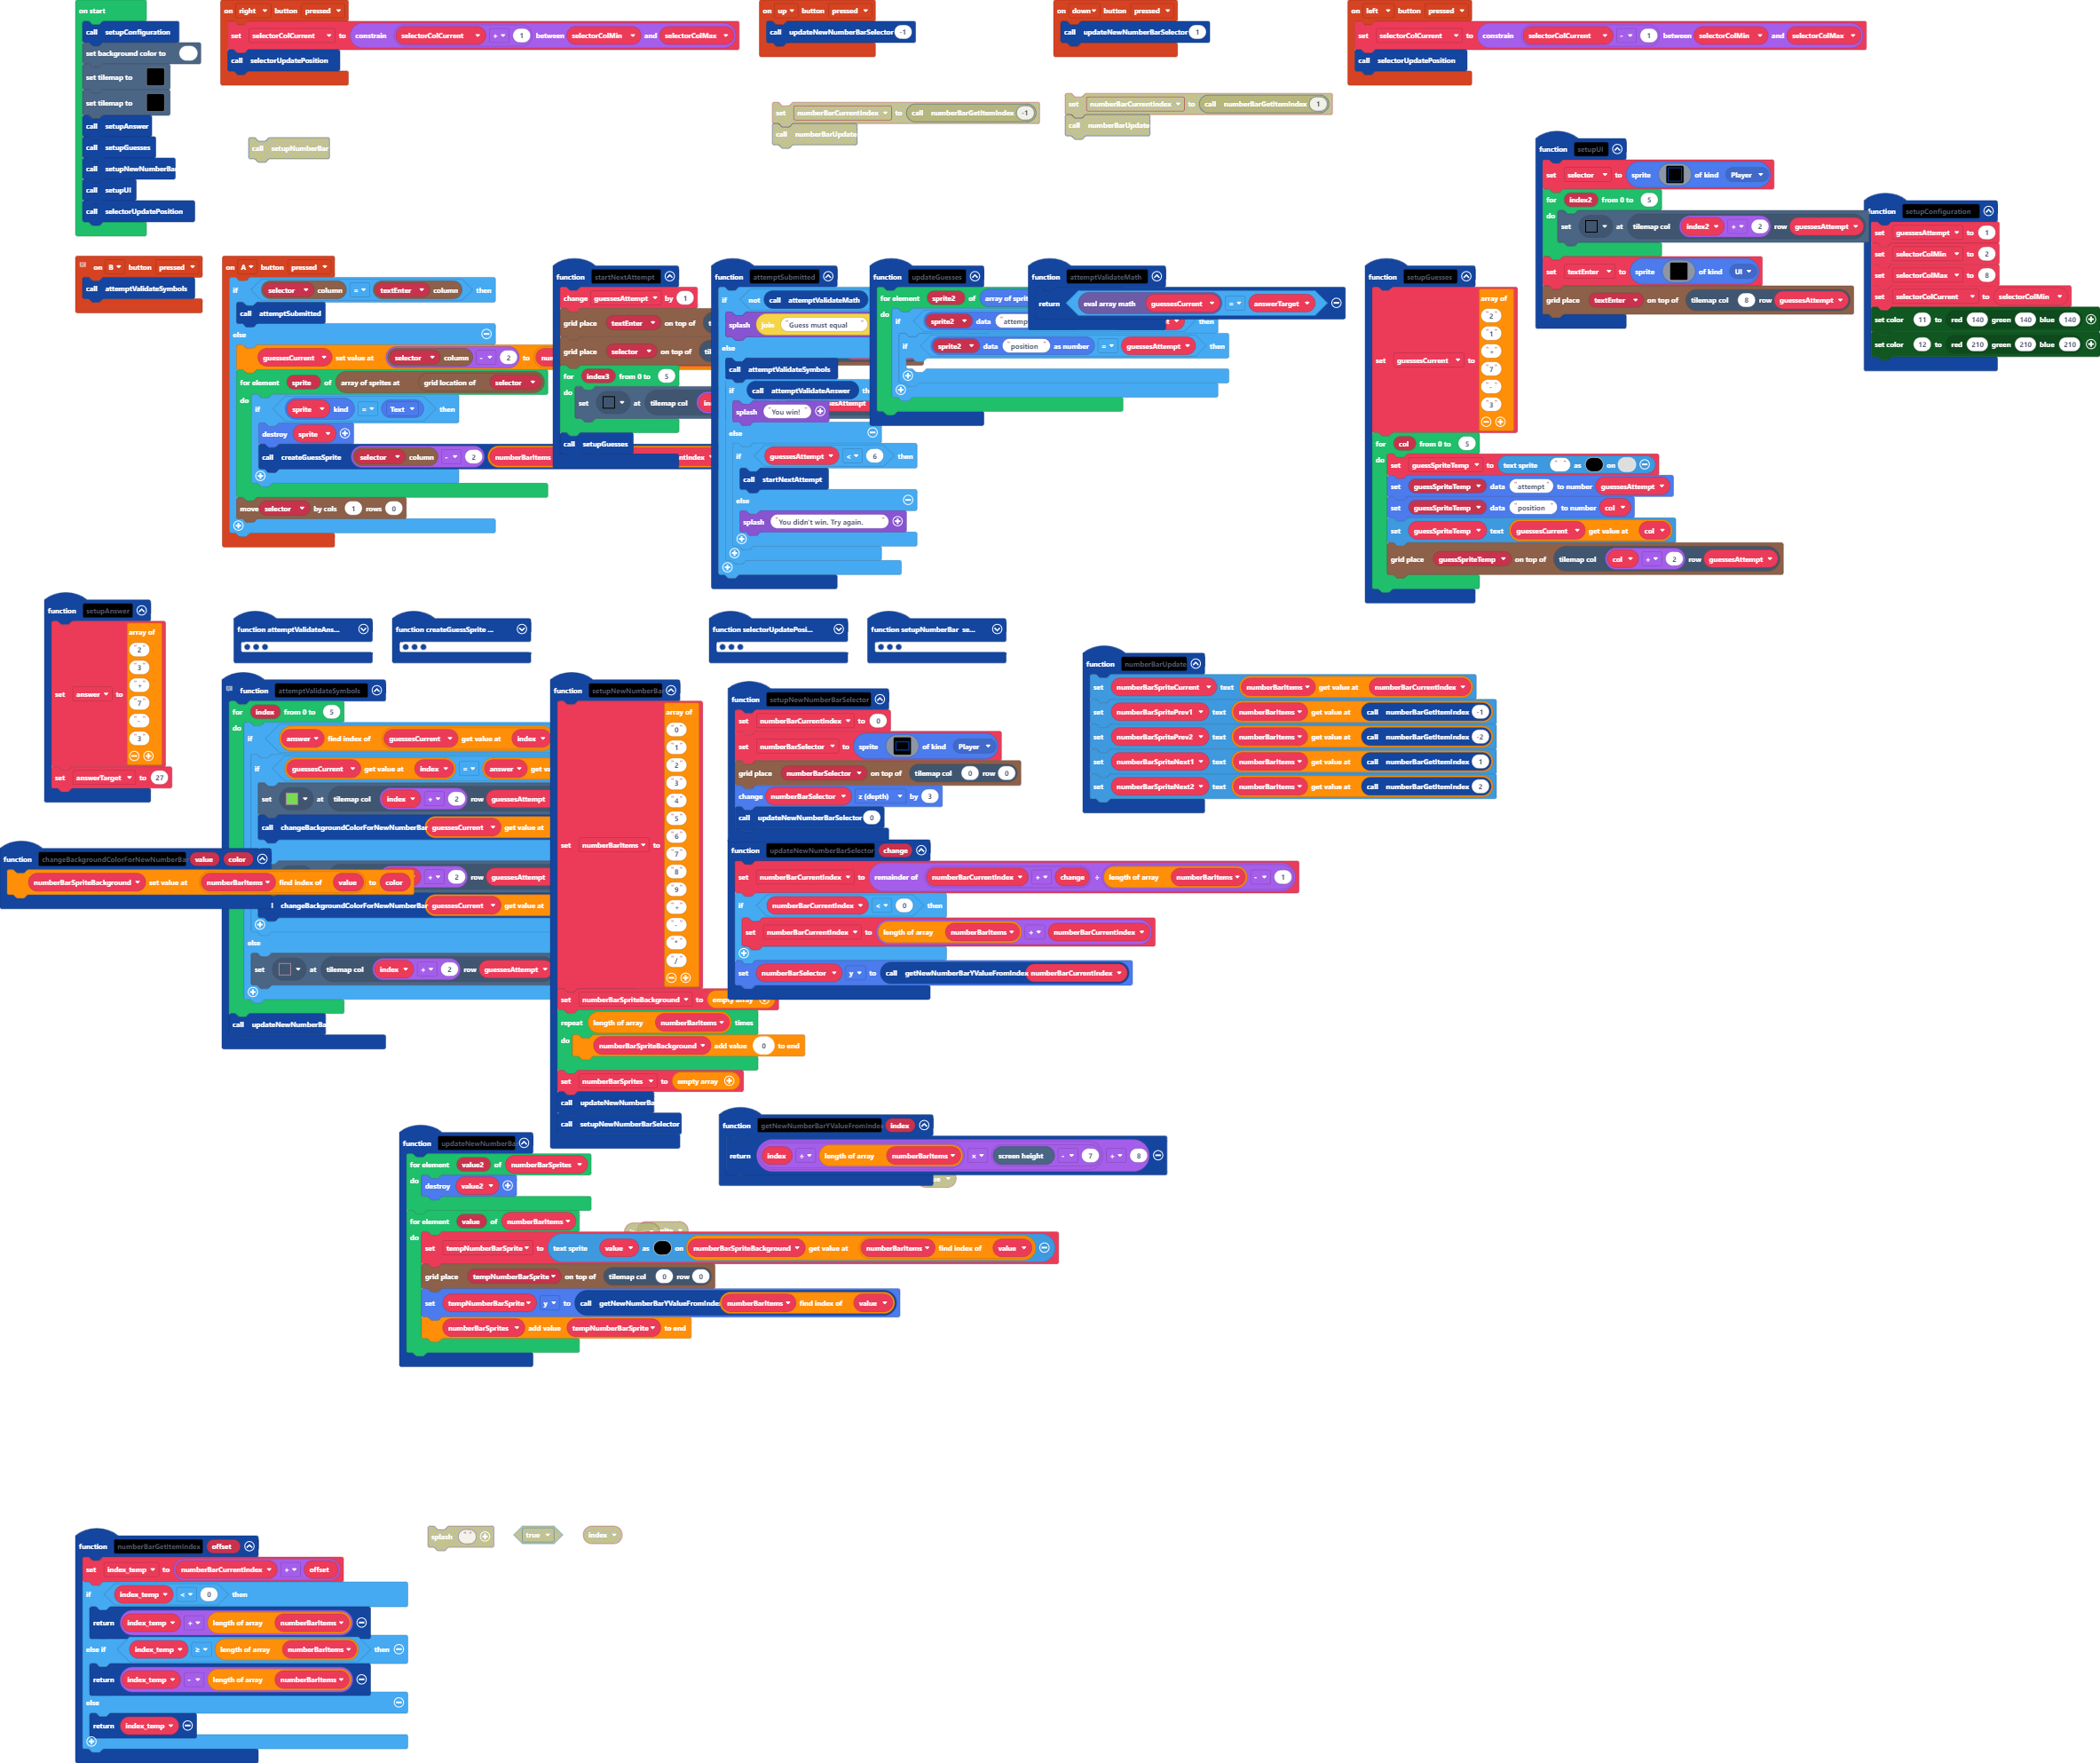 on start
call setupConfiguration
set background color to
set tilemap to
set tilemap to
call setupAnswer
call setupGuesses
call setupNewNumberBar
call setupUI
call selectorUpdatePosition
on right button pressed
set selectorColCurrent to constrain selectorColCurrent + 1 between selectorColMin and selectorColMax
call selectorUpdatePosition
on up button pressed
call updateNewNumberBarSelector -1
on down button pressed
call updateNewNumberBarSelector 1
on left button pressed
set selectorColCurrent to constrain selectorColCurrent - 1 between selectorColMin and selectorColMax
call selectorUpdatePosition
call setupNumberBar
set numberBarCurrentIndex to call numberBarGetItemIndex -1
call numberBarUpdate
set numberBarCurrentIndex to call numberBarGetItemIndex 1
call numberBarUpdate
function setupUI
set selector to sprite of kind Player
for index2 from 0 to 5
do
set at tilemap col index2 + 2 row guessesAttempt
set textEnter to sprite of kind UI
grid place textEnter on top of tilemap col 8 row guessesAttempt
function setupConfiguration
set guessesAttempt to 1
set selectorColMin to 2
set selectorColMax to 8
set selectorColCurrent to selectorColMin
set color 11 to red 140 green 140 blue 140
set color 12 to red 210 green 210 blue 210
on B button pressed
call attemptValidateSymbols
on A button pressed
if selector column = textEnter column then
call attemptSubmitted
else
guessesCurrent set value at selector column - 2 to
for element sprite of array of sprites at grid location of selector
do
if sprite kind = Text then
destroy sprite
call createGuessSprite selector column - 2 numberBarItems
move selector by cols 1 rows 0
function startNextAttempt
change guessesAttempt by 1
grid place textEnter on top of
grid place selector on top of
for index3 from 0 to 5
do
set at tilemap col
call setupGuesses
function attemptSubmitted
if not call attemptValidateMath
splash join "Guess must equal
else
call attemptValidateSymbols
if call attemptValidateAnswer
splash "You win!"
else
if guessesAttempt < 6 then
call startNextAttempt
else
splash "You didn't win. Try again."
function updateGuesses
for element sprite2 of array of
do
if sprite2 data then
if sprite2 data "position" as number = guessesAttempt then
function attemptValidateMath
return eval array math guessesCurrent = answerTarget
function setupGuesses
set guessesCurrent to array of
"2"
"1"
"+"
"7"
"-"
"3"
for col from 0 to 5
do
set guessSpriteTemp to text sprite " " as on
set guessSpriteTemp data "attempt" to number guessesAttempt
set guessSpriteTemp data "position" to number col
set guessSpriteTemp text guessesCurrent get value at col
grid place guessSpriteTemp on top of tilemap col col + 2 row guessesAttempt
function setupAnswer
set answer to array of
"2"
"3"
"+"
"7"
"-"
"3"
set answerTarget to 27
function attemptValidateAns...
function createGuessSprite ...
function selectorUpdatePosi...
function setupNumberBar se...
function attemptValidateSymbols
for index from 0 to 5
do
if answer find index of guessesCurrent get value at index
if guessesCurrent get value at index = answer get
set at tilemap col index + 2 row guessesAttempt
call changeBackgroundColorForNewNumberBar guessesCurrent get value at
+ 2 row guessesAttempt
changeBackgroundColorForNewNumberBar guessesCurrent get value at
else
set at tilemap col index + 2 row guessesAttempt
call updateNewNumberBa
function changeBackgroundColorForNewNumberBa value color
numberBarSpriteBackground set value at numberBarItems find index of value to color
function setupNewNumberBar
set numberBarItems to array of
"0"
"1"
"2"
"3"
"4"
"5"
"6"
"7"
"8"
"9"
"+"
"-"
"*"
"/"
set numberBarSpriteBackground to empty array
repeat length of array numberBarItems times
do numberBarSpriteBackground add value 0 to end
set numberBarSprites to empty array
call updateNewNumberBa
call setupNewNumberBarSelector
function setupNewNumberBarSelector
set numberBarCurrentIndex to 0
set numberBarSelector to sprite of kind Player
grid place numberBarSelector on top of tilemap col 0 row 0
change numberBarSelector z (depth) by 3
call updateNewNumberBarSelector 0
function updateNewNumberBarSelector change
set numberBarCurrentIndex to remainder of numberBarCurrentIndex + change ÷ length of array numberBarItems - 1
if numberBarCurrentIndex < 0 then
set numberBarCurrentIndex to length of array numberBarItems + numberBarCurrentIndex
set numberBarSelector y to call getNewNumberBarYValueFromIndex numberBarCurrentIndex
function numberBarUpdate
set numberBarSpriteCurrent text numberBarItems get value at numberBarCurrentIndex
set numberBarSpritePrev1 text numberBarItems get value at call numberBarGetItemIndex -1
set numberBarSpritePrev2 text numberBarItems get value at call numberBarGetItemIndex -2
set numberBarSpriteNext1 text numberBarItems get value at call numberBarGetItemIndex 1
set numberBarSpriteNext2 text numberBarItems get value at call numberBarGetItemIndex 2
function getNewNumberBarYValueFromIndex index
return index ÷ length of array numberBarItems × screen height - 7 + 8
function updateNewNumberBa
for element value2 of numberBarSprites
do destroy value2
for element value of numberBarItems
do
set tempNumberBarSprite to text sprite value as on numberBarSpriteBackground get value at numberBarItems find index of value
grid place tempNumberBarSprite on top of tilemap col 0 row 0
set tempNumberBarSprite y to call getNewNumberBarYValueFromIndex numberBarItems find index of value
numberBarSprites add value tempNumberBarSprite to end
splash " "
true
index
function numberBarGetItemIndex offset
set index_temp to numberBarCurrentIndex + offset
if index_temp < 0 then
return index_temp + length of array numberBarItems
else if index_temp ≥ length of array numberBarItems then
return index_temp - length of array numberBarItems
else
return index_temp